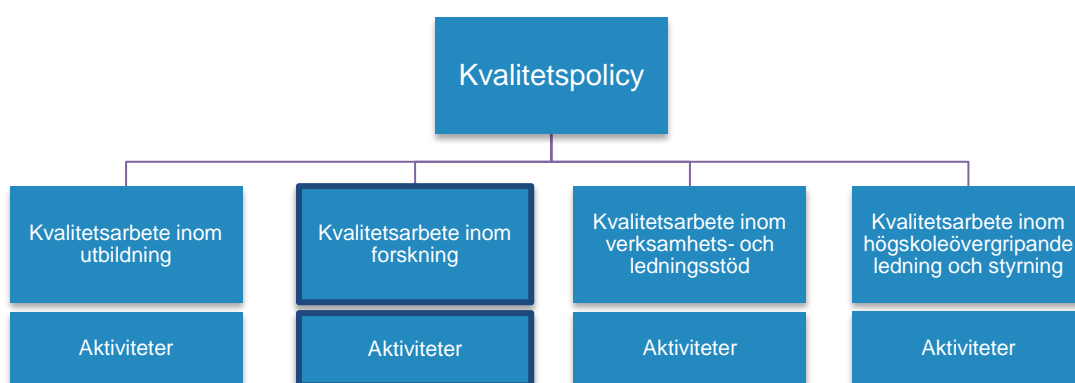 Kvalitetspolicy
Kvalitetsarbete inom
utbildning
Kvalitetsarbete inom
forskning
Kvalitetsarbete inom
verksamhets- och
ledningsstöd
Kvalitetsarbete inom
högskoleövergripande
ledning och styrning
Aktiviteter
Aktiviteter
Aktiviteter
Aktiviteter